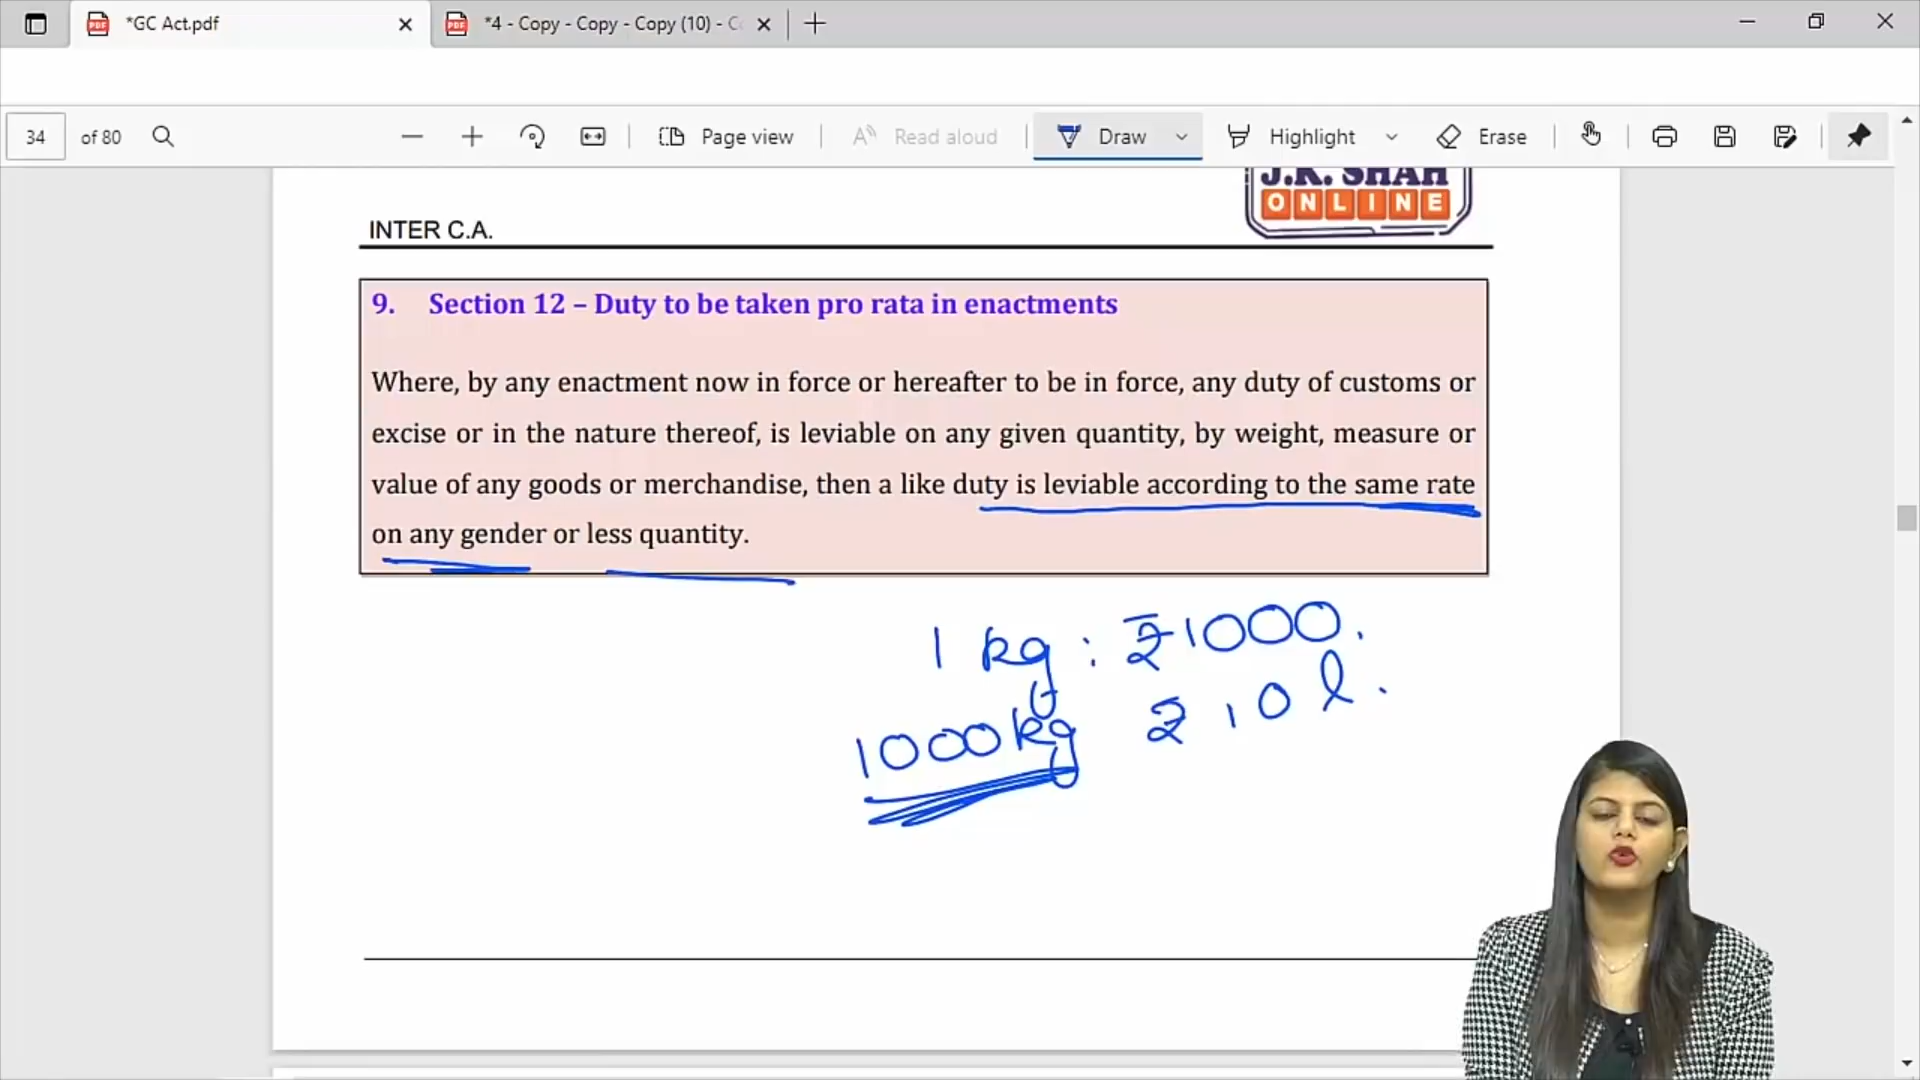 *GC Act.pdf
*4 - Copy - Copy - Copy (10) - C
34 of 80 Page view Read aloud Draw Highlight Erase
J.K. SHAH
ONLINE
INTER C.A.
9. Section 12 – Duty to be taken pro rata in enactments
Where, by any enactment now in force or hereafter to be in force, any duty of customs or
excise or in the nature thereof, is leviable on any given quantity, by weight, measure or
value of any goods or merchandise, then a like duty is leviable according to the same rate
on any gender or less quantity.
1 kg : ₹ 1000.
1000 kg ₹ 10 l.